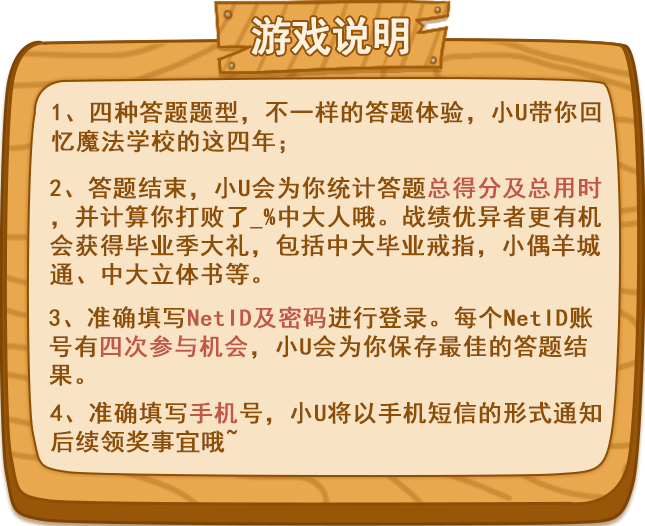 游戏说明
1、四种答题题型，不一样的答题体验，小U带你回
忆魔法学校的这四年；
2、答题结束，小U会为你统计答题总得分及总用时
，并计算你打败了_%中大人哦。战绩优异者更有机
会获得毕业季大礼，包括中大毕业戒指，小偶羊城
通、中大立体书等。
3、准确填写NetID及密码进行登录。每个NetID账
号有四次参与机会，小U会为你保存最佳的答题结
果。
4、准确填写手机号，小U将以手机短信的形式通知
后续领奖事宜哦~